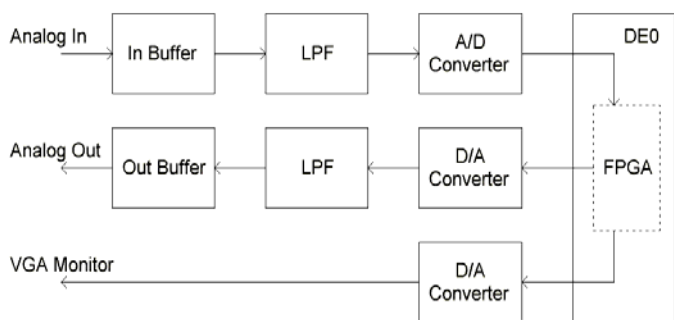 Analog In
In Buffer
LPF
A/D
Converter
DE0
Analog Out
Out Buffer
LPF
D/A
Converter
FPGA
VGA Monitor
D/A
Converter